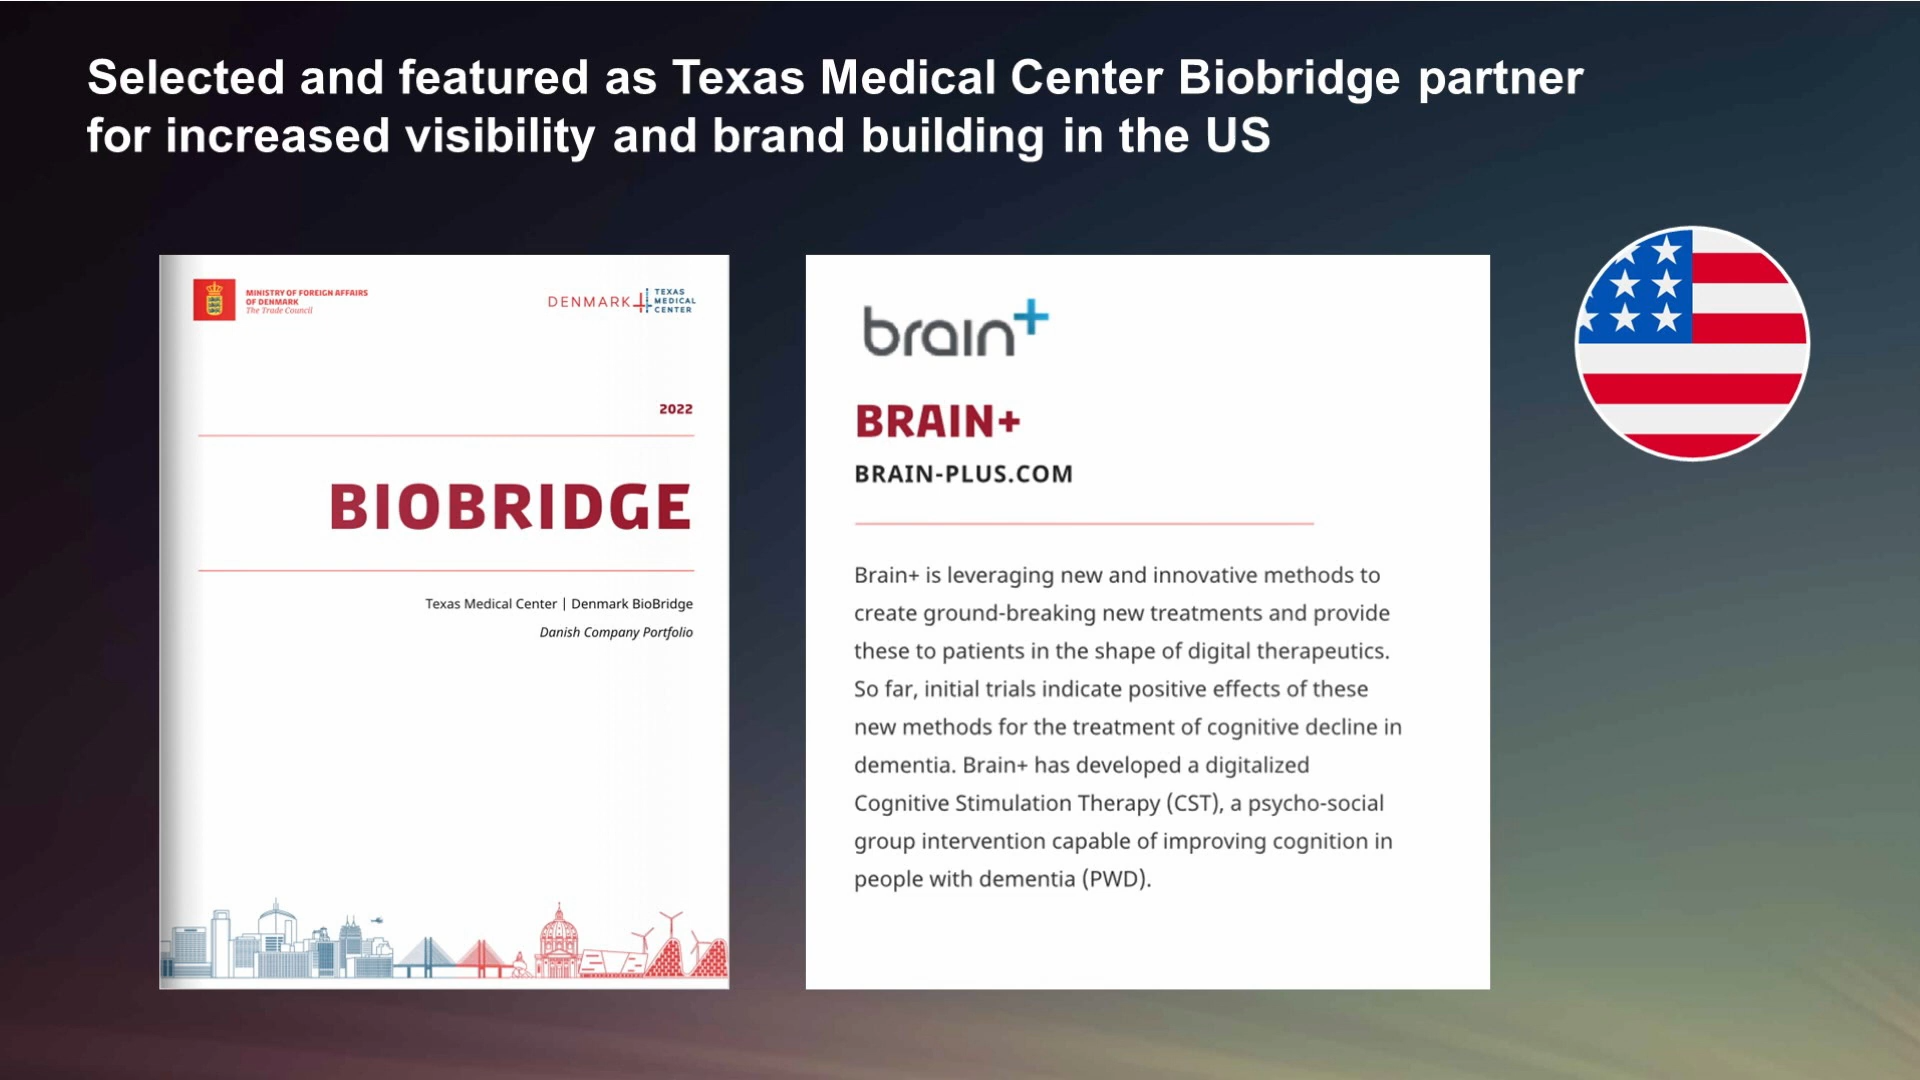 Selected and featured as Texas Medical Center Biobridge partner
for increased visibility and brand building in the US
MINISTRY OF FOREIGN AFFAIRS
OF DENMARK
The Trade Council
DENMARK
TEXAS
MEDICAL
CENTER
2022
BIOBRIDGE
Texas Medical Center | Denmark BioBridge
Danish Company Portfolio
brain+
BRAIN+
BRAIN-PLUS.COM
Brain+ is leveraging new and innovative methods to
create ground-breaking new treatments and provide
these to patients in the shape of digital therapeutics.
So far, initial trials indicate positive effects of these
new methods for the treatment of cognitive decline in
dementia. Brain+ has developed a digitalized
Cognitive Stimulation Therapy (CST), a psycho-social
group intervention capable of improving cognition in
people with dementia (PWD).